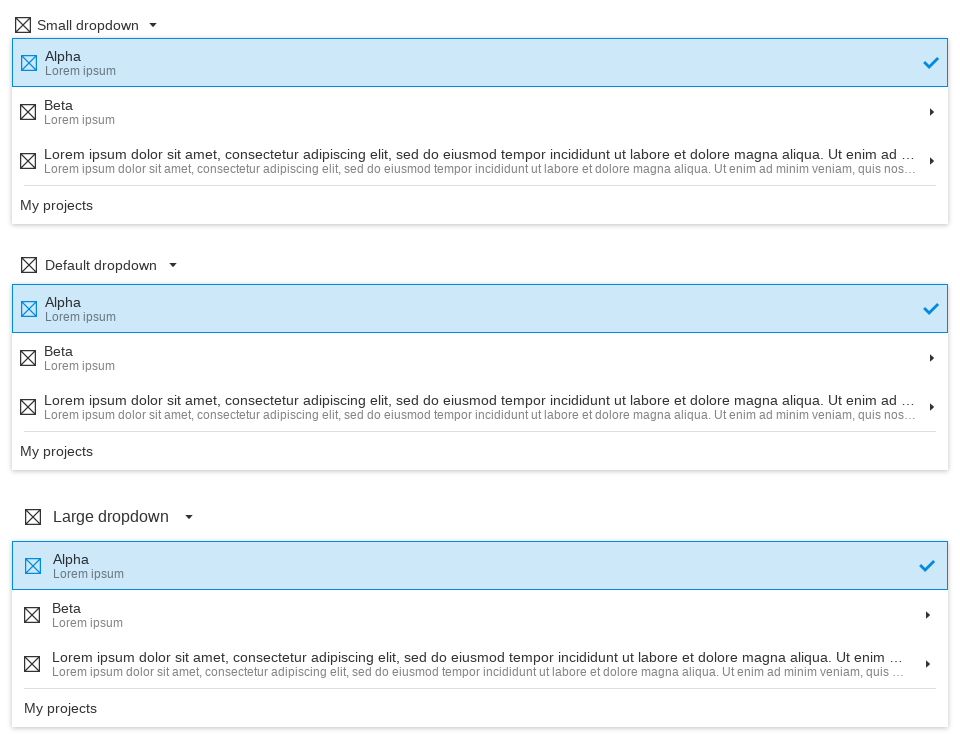 Small dropdown
Alpha
Lorem ipsum
Beta
Lorem ipsum
Lorem ipsum dolor sit amet, consectetur adipiscing elit, sed do eiusmod tempor incididunt ut labore et dolore magna aliqua. Ut enim ad …
Lorem ipsum dolor sit amet, consectetur adipiscing elit, sed do eiusmod tempor incididunt ut labore et dolore magna aliqua. Ut enim ad minim veniam, quis nos…
My projects
Default dropdown
Alpha
Lorem ipsum
Beta
Lorem ipsum
Lorem ipsum dolor sit amet, consectetur adipiscing elit, sed do eiusmod tempor incididunt ut labore et dolore magna aliqua. Ut enim ad …
Lorem ipsum dolor sit amet, consectetur adipiscing elit, sed do eiusmod tempor incididunt ut labore et dolore magna aliqua. Ut enim ad minim veniam, quis nos…
My projects
Large dropdown
Alpha
Lorem ipsum
Beta
Lorem ipsum
Lorem ipsum dolor sit amet, consectetur adipiscing elit, sed do eiusmod tempor incididunt ut labore et dolore magna aliqua. Ut enim …
Lorem ipsum dolor sit amet, consectetur adipiscing elit, sed do eiusmod tempor incididunt ut labore et dolore magna aliqua. Ut enim ad minim veniam, quis …
My projects